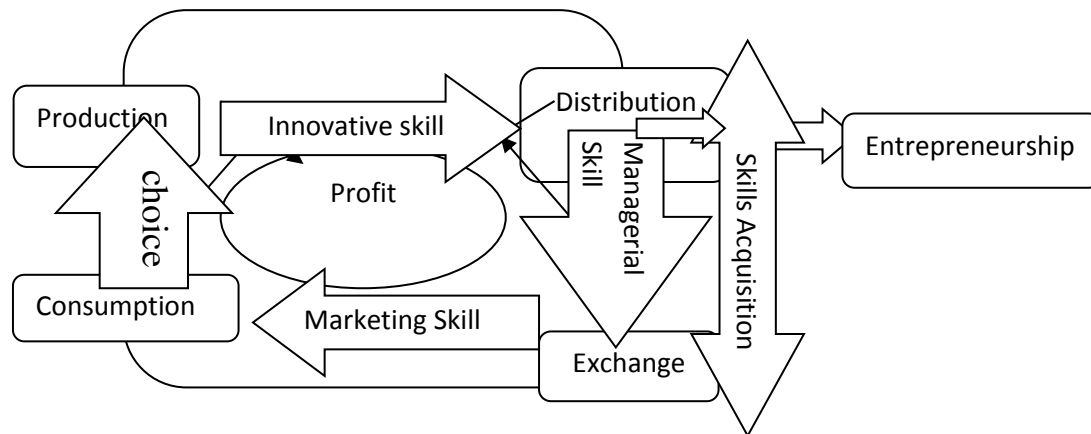 Production
Innovative skill
Distribution
Entrepreneurship
Managerial
Skill
Skills Acquisition
Profit
choice
Consumption
Marketing Skill
Exchange